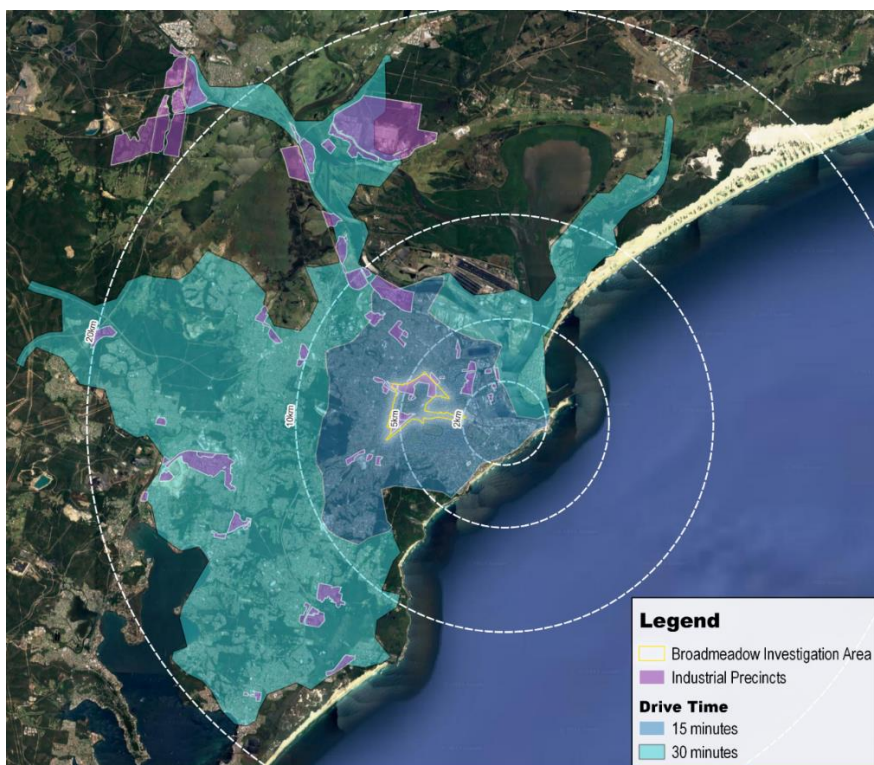 20km
10km
5km
2km
Legend
Broadmeadow Investigation Area
Industrial Precincts
Drive Time
15 minutes
30 minutes